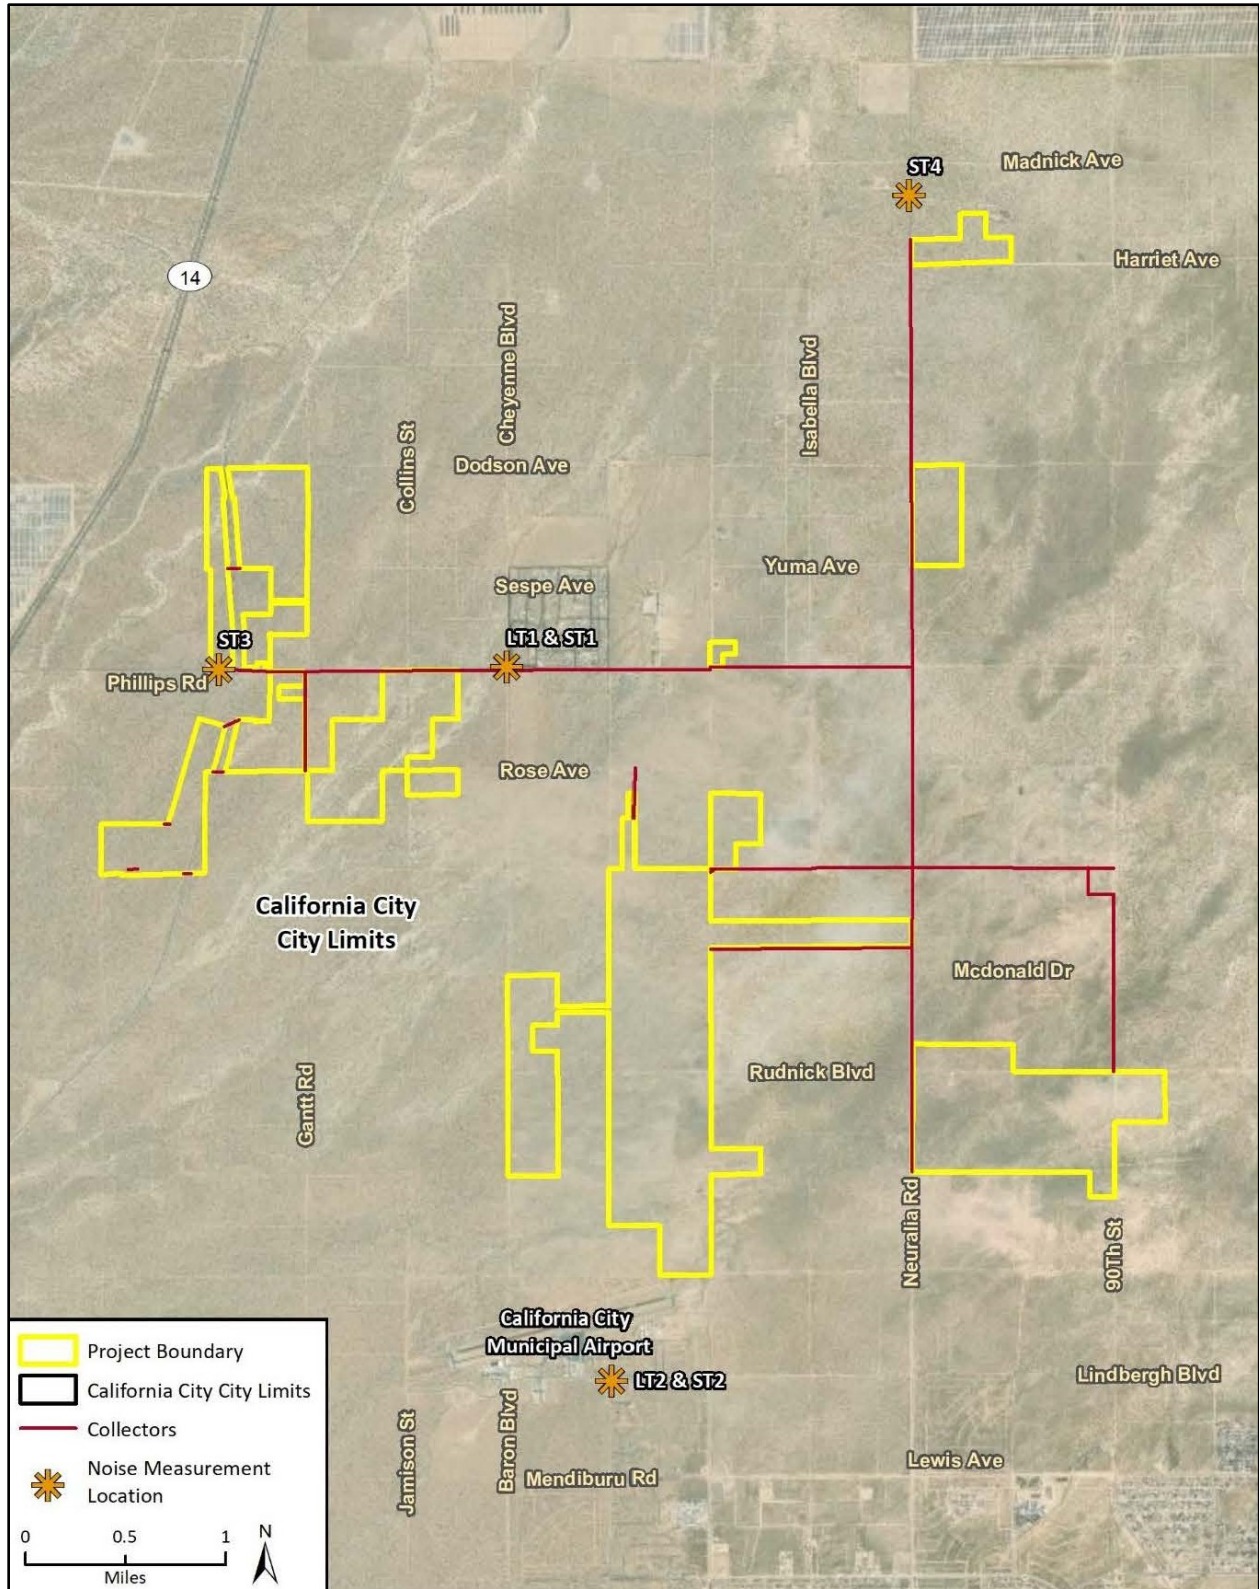 ST4
Madnick Ave
Harriet Ave
14
Cheyenne Blvd
Isabella Blvd
Collins St
Dodson Ave
Yuma Ave
Sespe Ave
ST3
LT1 & ST1
Phillips Rd
Rose Ave
California City
City Limits
Mcdonald Dr
Rudnick Blvd
Gantt Rd
Neuralia Rd
90Th St
California City
Municipal Airport
LT2 & ST2
Lindbergh Blvd
Jamison St
Baron Blvd
Mendiburu Rd
Lewis Ave
Project Boundary
California City City Limits
Collectors
Noise Measurement
Location
0 0.5 1
Miles
N